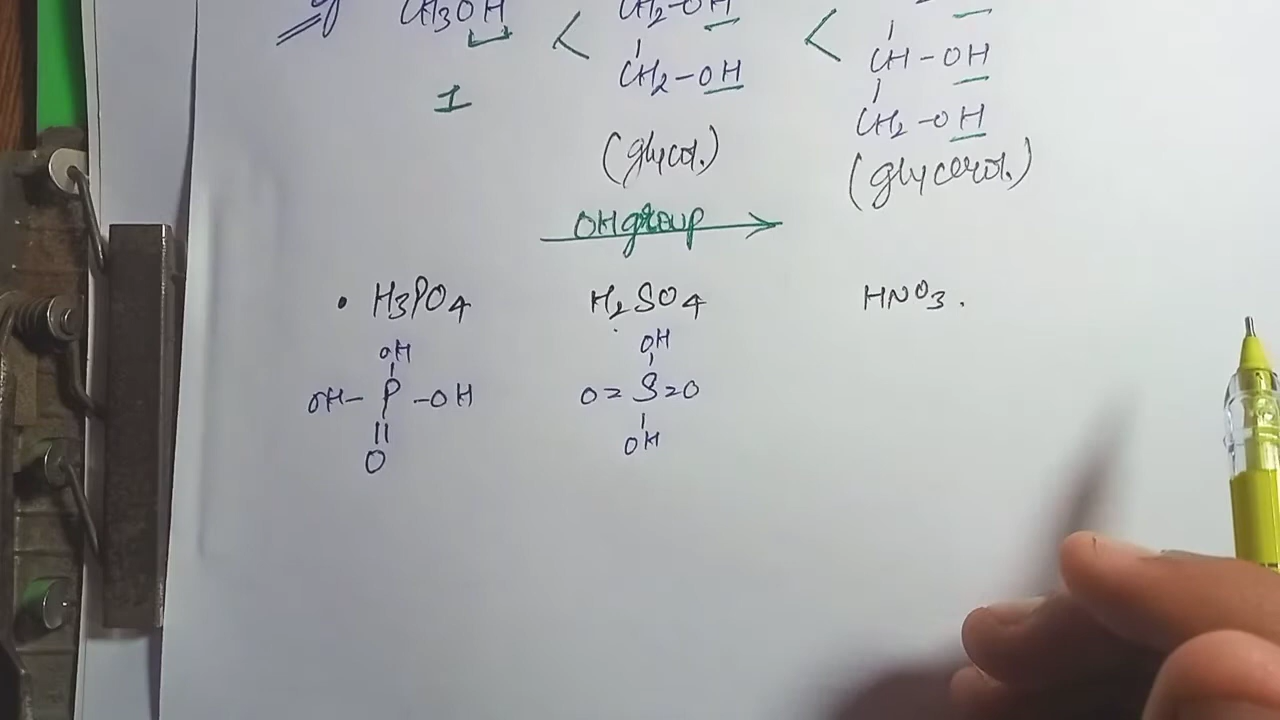 eg CH3OH < CH2-OH <
CH2-OH CH-OH
1 CH2-OH
(glycol.) (glycerol.)
OH group
• H3PO4 H2SO4 HNO3.
OH OH
OH-P-OH O=S=O
O OH